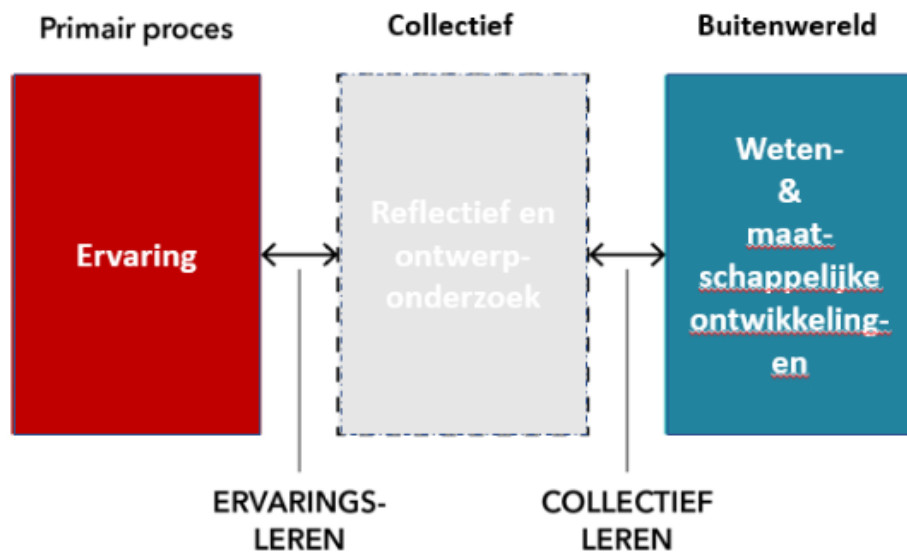 Primair proces
Collectief
Buitenwereld
Ervaring
Reflectief en
ontwerp-
onderzoek
Weten-
&
maat-
schappelijke
ontwikkeling-
en
ERVARINGS-
LEREN
COLLECTIEF
LEREN